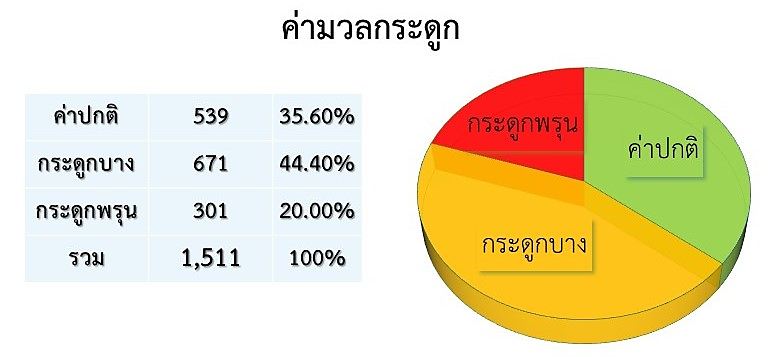 ค่ามวลกระดูก
ค่าปกติ 539 35.60%
กระดูกบาง 671 44.40%
กระดูกพรุน 301 20.00%
รวม 1,511 100%
กระดูกพรุน
ค่าปกติ
กระดูกบาง